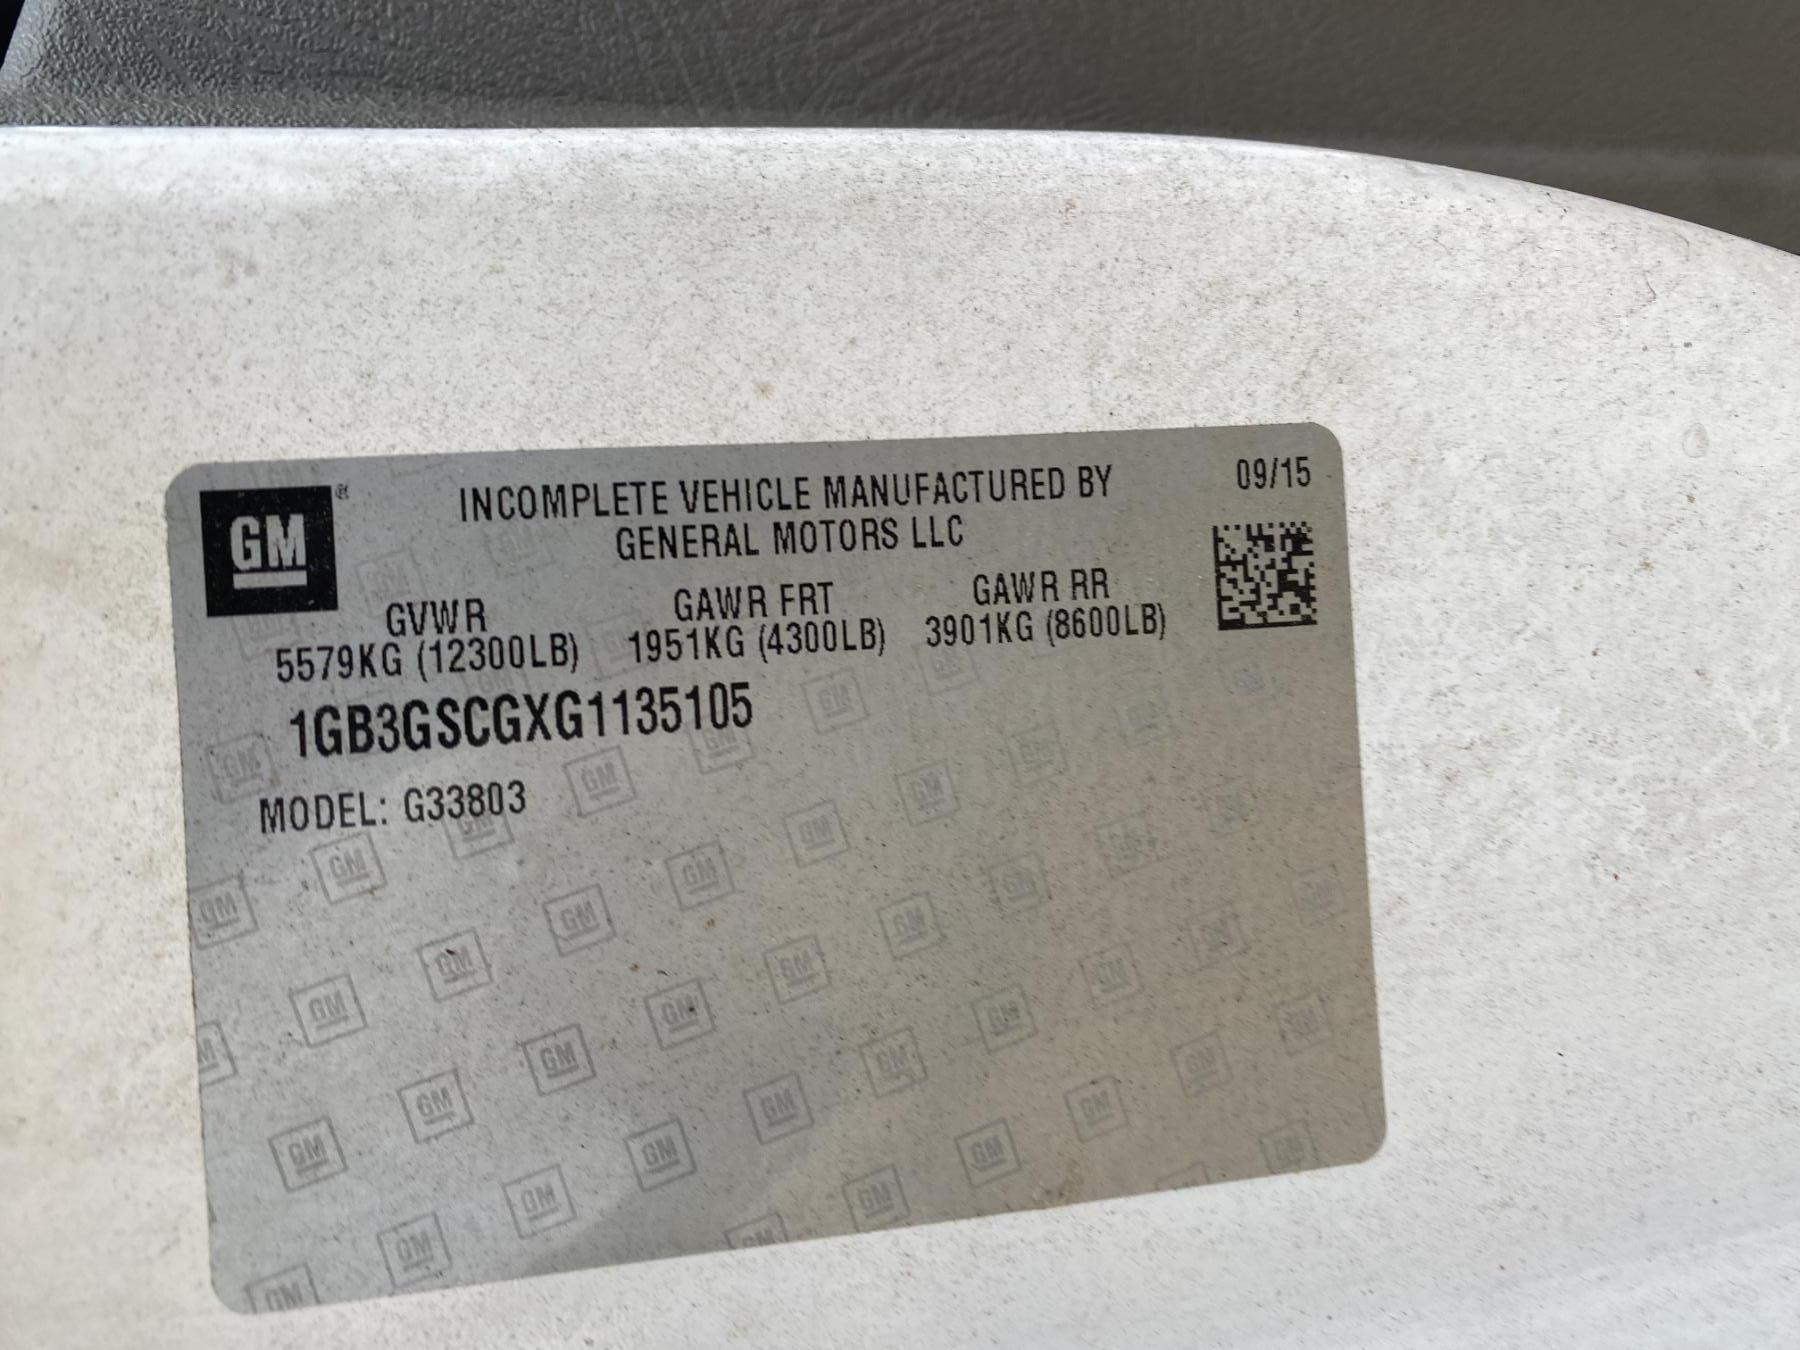 GM ®
INCOMPLETE VEHICLE MANUFACTURED BY
GENERAL MOTORS LLC
09/15
GVWR
5579KG (12300LB)
GAWR FRT
1951KG (4300LB)
GAWR RR
3901KG (8600LB)
1GB3GSCGXG1135105
MODEL: G33803